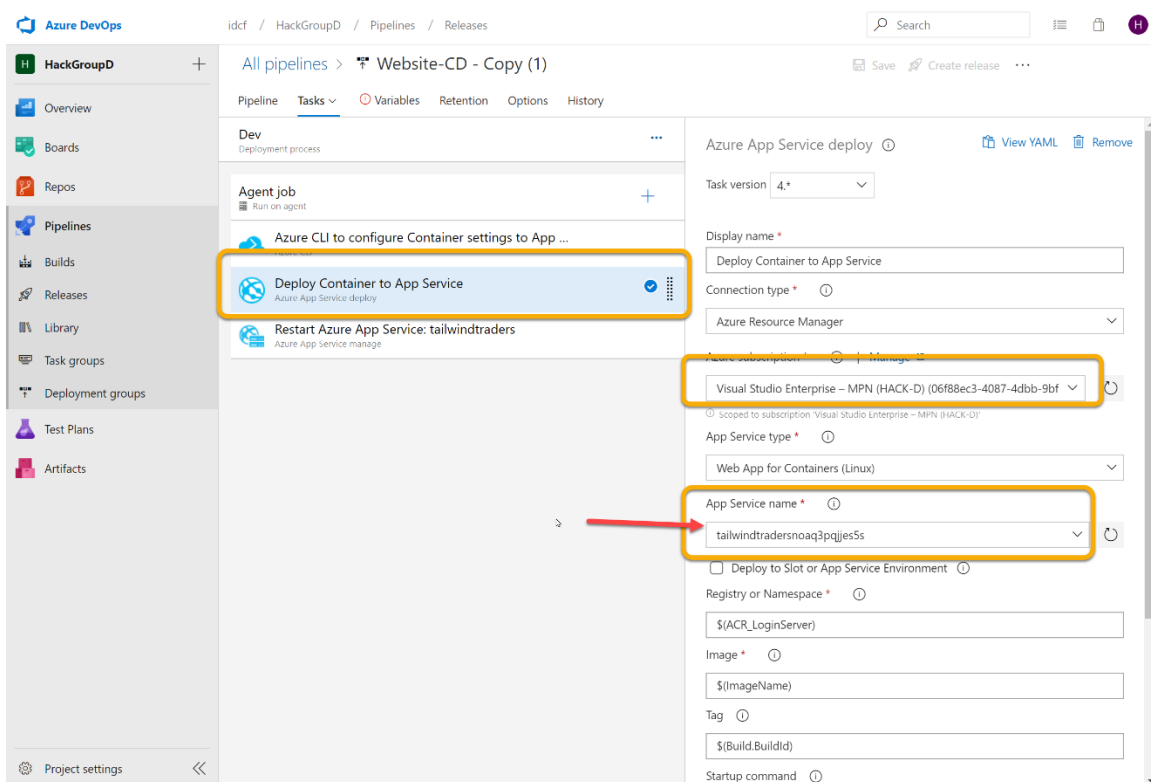 Azure DevOps
idcf / HackGroupD / Pipelines / Releases
Search
H
H HackGroupD
All pipelines > Website-CD - Copy (1)
Save Create release ...
Pipeline Tasks Variables Retention Options History
Overview
Boards
Repos
Pipelines
Builds
Releases
Library
Task groups
Deployment groups
Test Plans
Artifacts
Project settings
Dev
Deployment process
Agent job
Run on agent
Azure CLI to configure Container settings to App ...
Azure CLI
Deploy Container to App Service
Azure App Service deploy
Restart Azure App Service: tailwindtraders
Azure App Service manage
Azure App Service deploy
View YAML Remove
Task version 4.*
Display name *
Deploy Container to App Service
Connection type *
Azure Resource Manager
Azure subscription * | Manage
Visual Studio Enterprise – MPN (HACK-D) (06f88ec3-4087-4dbb-9bf
Scoped to subscription 'Visual Studio Enterprise – MPN (HACK-D)'
App Service type *
Web App for Containers (Linux)
App Service name *
tailwindtradersnoaq3pqjjes5s
Deploy to Slot or App Service Environment
Registry or Namespace *
$(ACR_LoginServer)
Image *
$(ImageName)
Tag
$(Build.BuildId)
Startup command